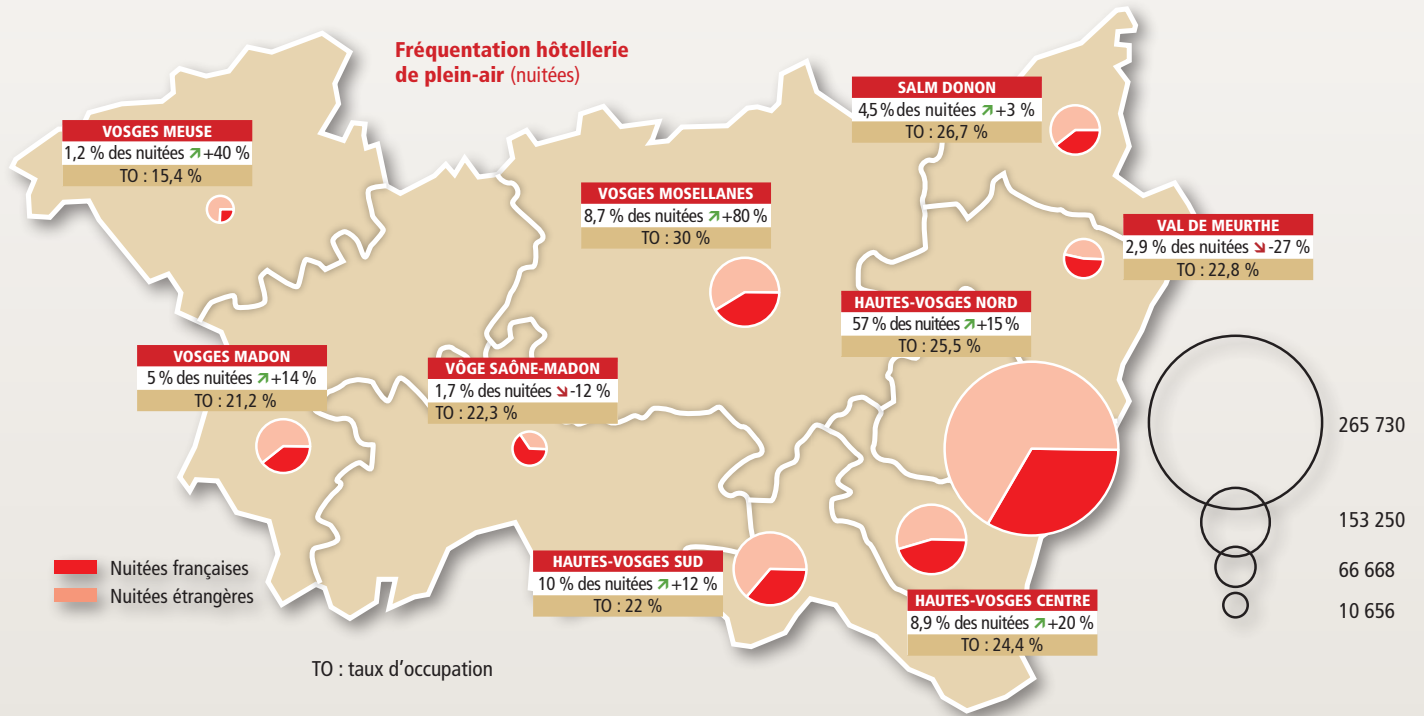 Fréquentation hôtellerie
de plein-air (nuitées)
SALM DONON
4,5 % des nuitées ↗+3 %
TO : 26,7 %
VOSGES MEUSE
1,2 % des nuitées ↗+40 %
TO : 15,4 %
VOSGES MOSELLANES
8,7 % des nuitées ↗+80 %
TO : 30 %
VAL DE MEURTHE
2,9 % des nuitées ↘-27 %
TO : 22,8 %
HAUTES-VOSGES NORD
57 % des nuitées ↗+15 %
TO : 25,5 %
VOSGES MADON
5 % des nuitées ↗+14 %
TO : 21,2 %
VÔGE SAÔNE-MADON
1,7 % des nuitées ↘-12 %
TO : 22,3 %
265 730
153 250
66 668
10 656
Nuitées françaises
Nuitées étrangères
HAUTES-VOSGES SUD
10 % des nuitées ↗+12 %
TO : 22 %
HAUTES-VOSGES CENTRE
8,9 % des nuitées ↗+20 %
TO : 24,4 %
TO : taux d'occupation